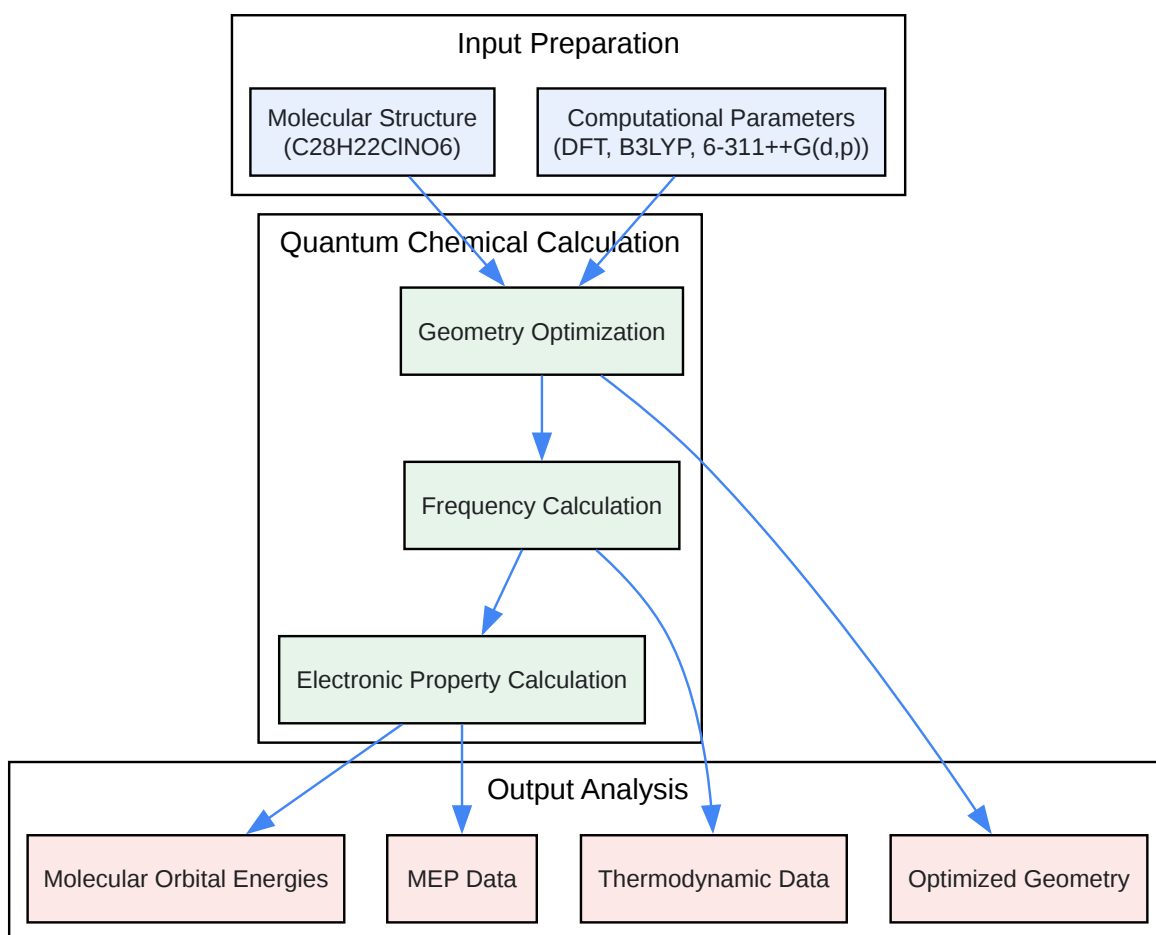 Input Preparation
Molecular Structure
(C28H22ClNO6)
Computational Parameters
(DFT, B3LYP, 6-311++G(d,p))
Quantum Chemical Calculation
Geometry Optimization
Frequency Calculation
Electronic Property Calculation
Output Analysis
Molecular Orbital Energies
MEP Data
Thermodynamic Data
Optimized Geometry